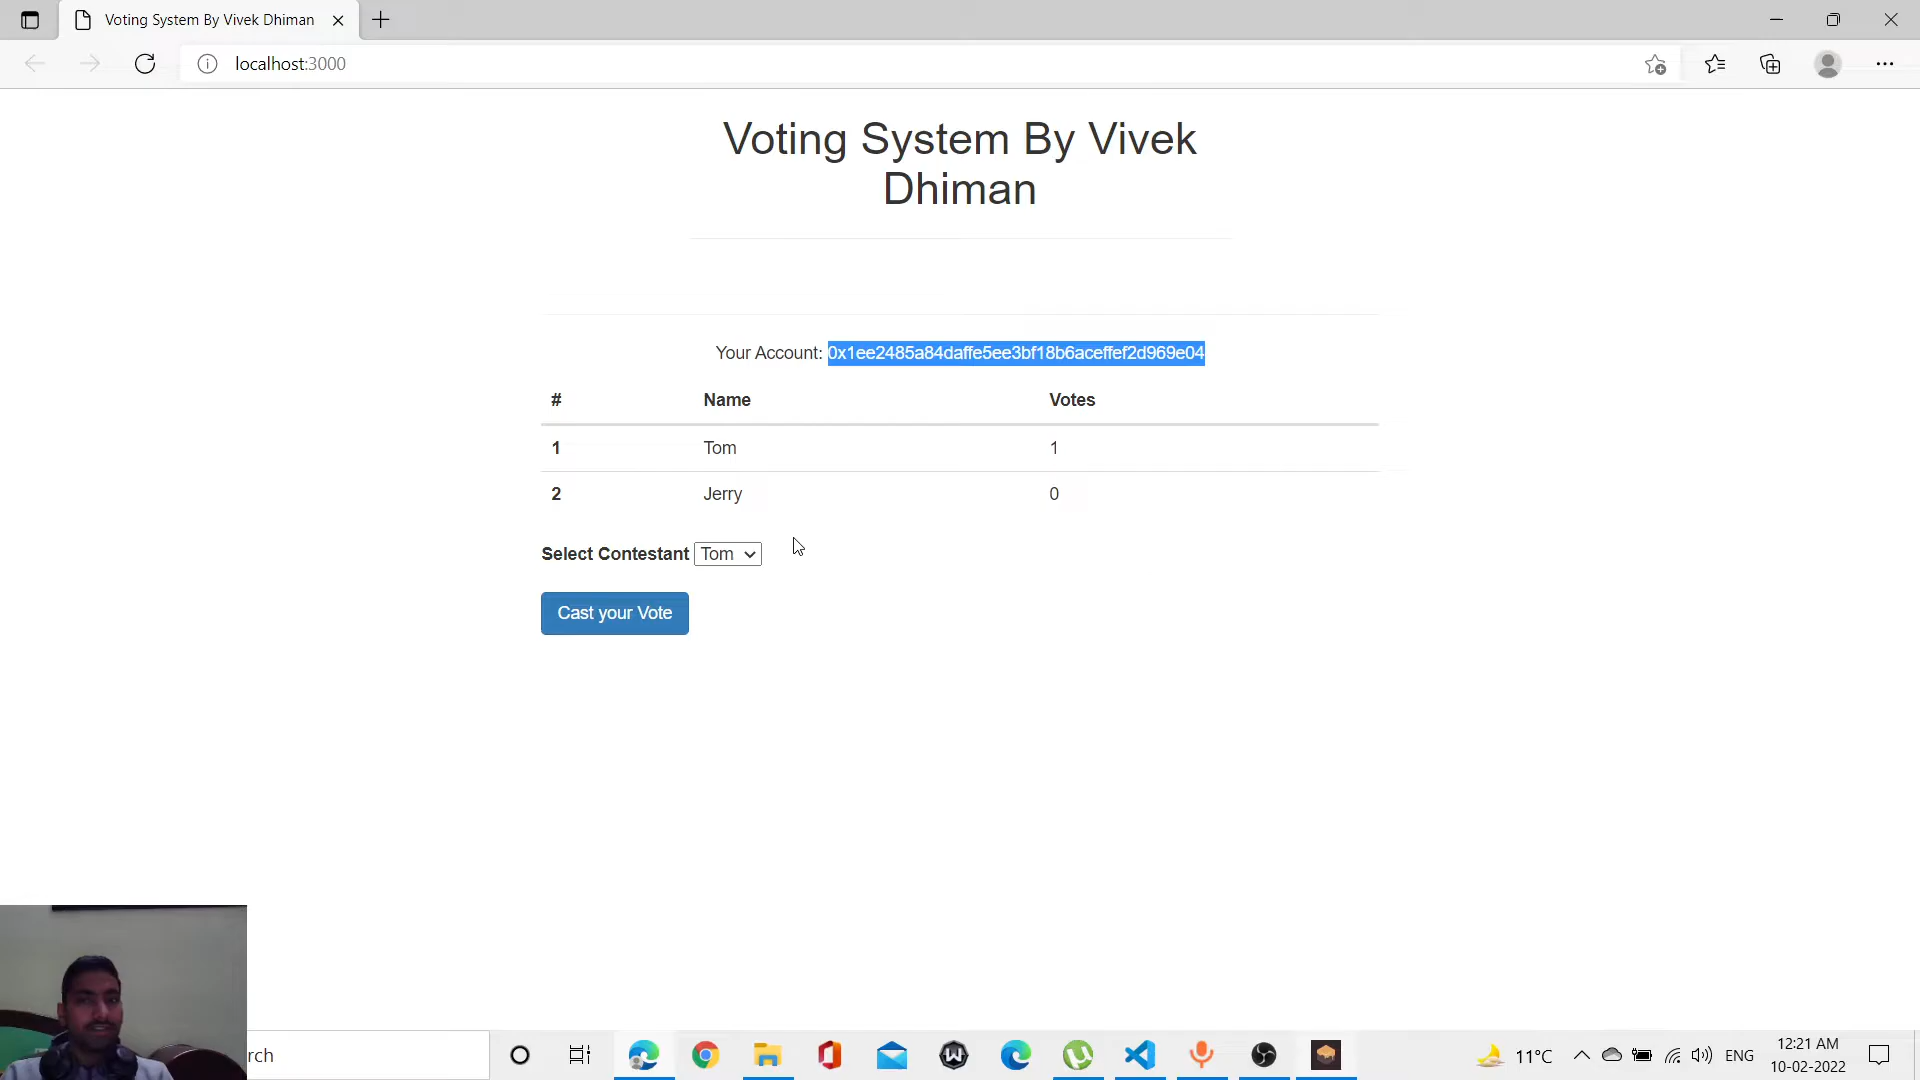 Voting System By Vivek Dhiman
localhost:3000
Voting System By Vivek
Dhiman
Your Account: 0x1ee2485a84daffe5ee3bf18b6aceffef2d969e04
# Name Votes
1 Tom 1
2 Jerry 0
Select Contestant Tom
Cast your Vote
rch
11°C
ENG
12:21 AM
10-02-2022